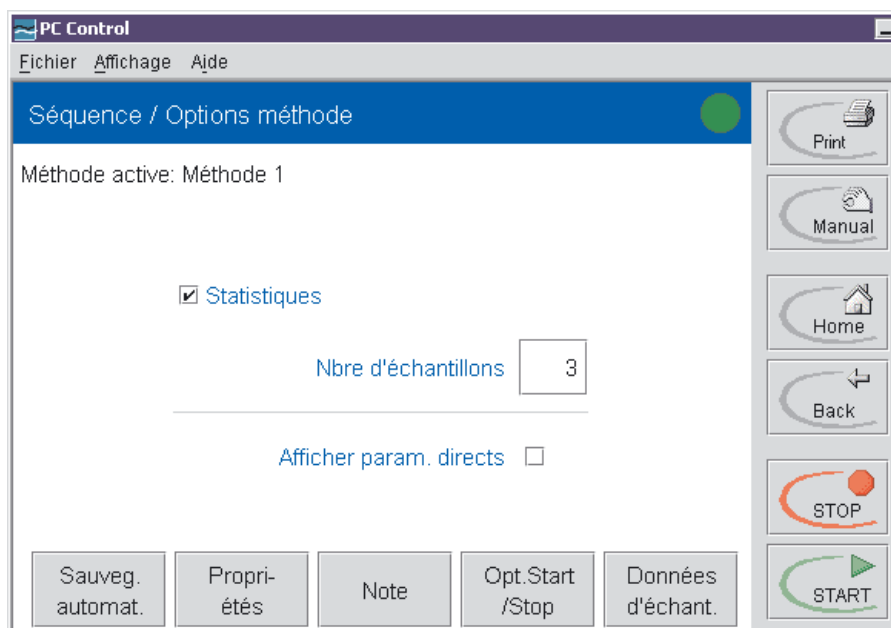 PC Control
Fichier Affichage Aide
Séquence / Options méthode
Méthode active: Méthode 1
Statistiques
Nbre d'échantillons 3
Afficher param. directs
Sauveg.
automat.
Propri-
étés
Note
Opt.Start
/Stop
Données
d'échant.
Print
Manual
Home
Back
STOP
START